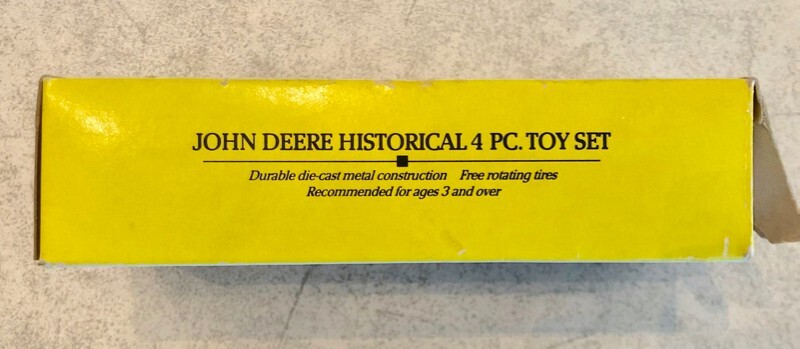 JOHN DEERE HISTORICAL 4 PC. TOY SET
Durable die-cast metal construction Free rotating tires
Recommended for ages 3 and over